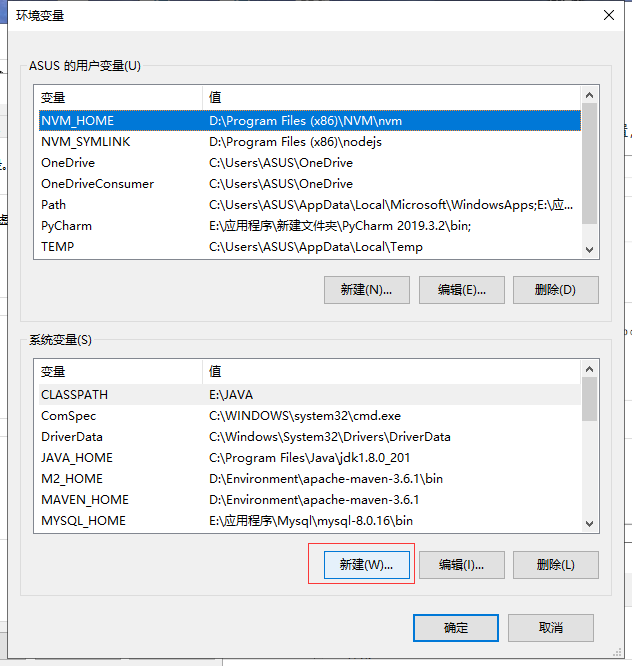 环境变量
ASUS 的用户变量(U)
变量 值
NVM_HOME D:\Program Files (x86)\NVM\nvm
NVM_SYMLINK D:\Program Files (x86)\nodejs
OneDrive C:\Users\ASUS\OneDrive
OneDriveConsumer C:\Users\ASUS\OneDrive
Path C:\Users\ASUS\AppData\Local\Microsoft\WindowsApps;E:\应...
PyCharm E:\应用程序\新建文件夹\PyCharm 2019.3.2\bin;
TEMP C:\Users\ASUS\AppData\Local\Temp
新建(N)... 编辑(E)... 删除(D)
系统变量(S)
变量 值
CLASSPATH E:\JAVA
ComSpec C:\WINDOWS\system32\cmd.exe
DriverData C:\Windows\System32\Drivers\DriverData
JAVA_HOME C:\Program Files\Java\jdk1.8.0_201
M2_HOME D:\Environment\apache-maven-3.6.1\bin
MAVEN_HOME D:\Environment\apache-maven-3.6.1
MYSQL_HOME E:\应用程序\Mysql\mysql-8.0.16\bin
新建(W)... 编辑(I)... 删除(L)
确定 取消